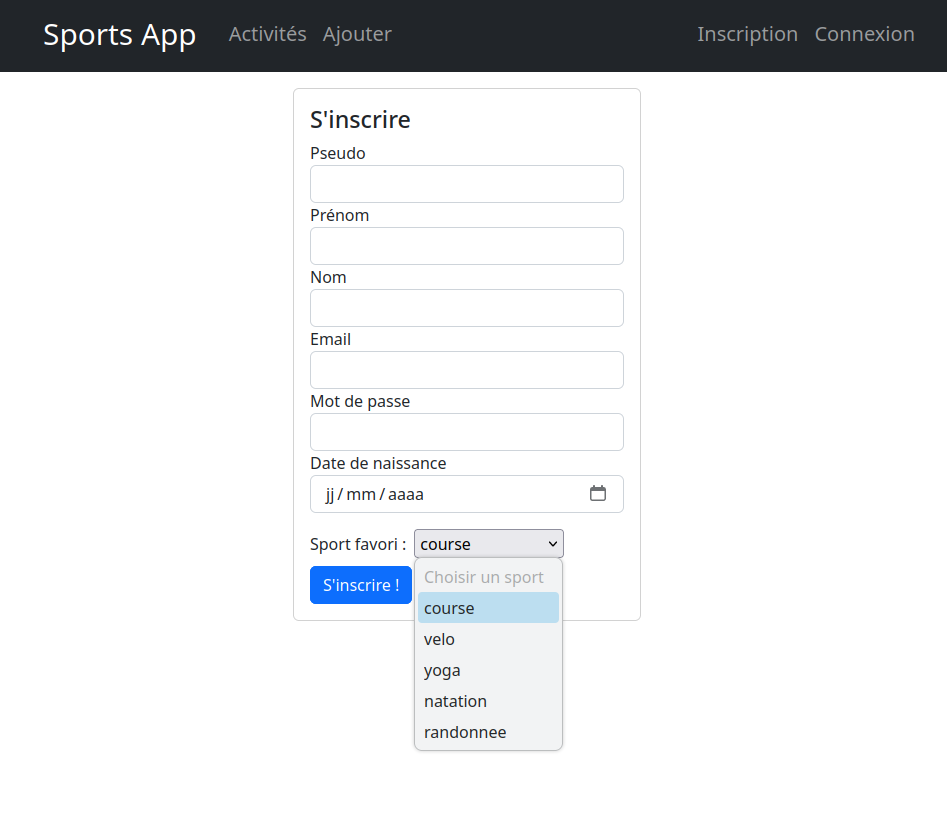 Sports App Activités Ajouter Inscription Connexion
S'inscrire
Pseudo
Prénom
Nom
Email
Mot de passe
Date de naissance
jj/mm/aaaa
Sport favori : course
S'inscrire !
Choisir un sport
course
velo
yoga
natation
randonnee